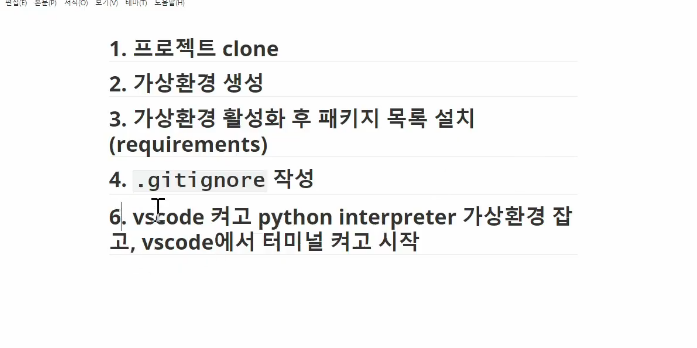 편집(E) 문단(P) 서식(O) 보기(V) 테마(T) 도움말(H)
1. 프로젝트 clone
2. 가상환경 생성
3. 가상환경 활성화 후 패키지 목록 설치
(requirements)
4. .gitignore 작성
6. vscode 켜고 python interpreter 가상환경 잡
고, vscode에서 터미널 켜고 시작